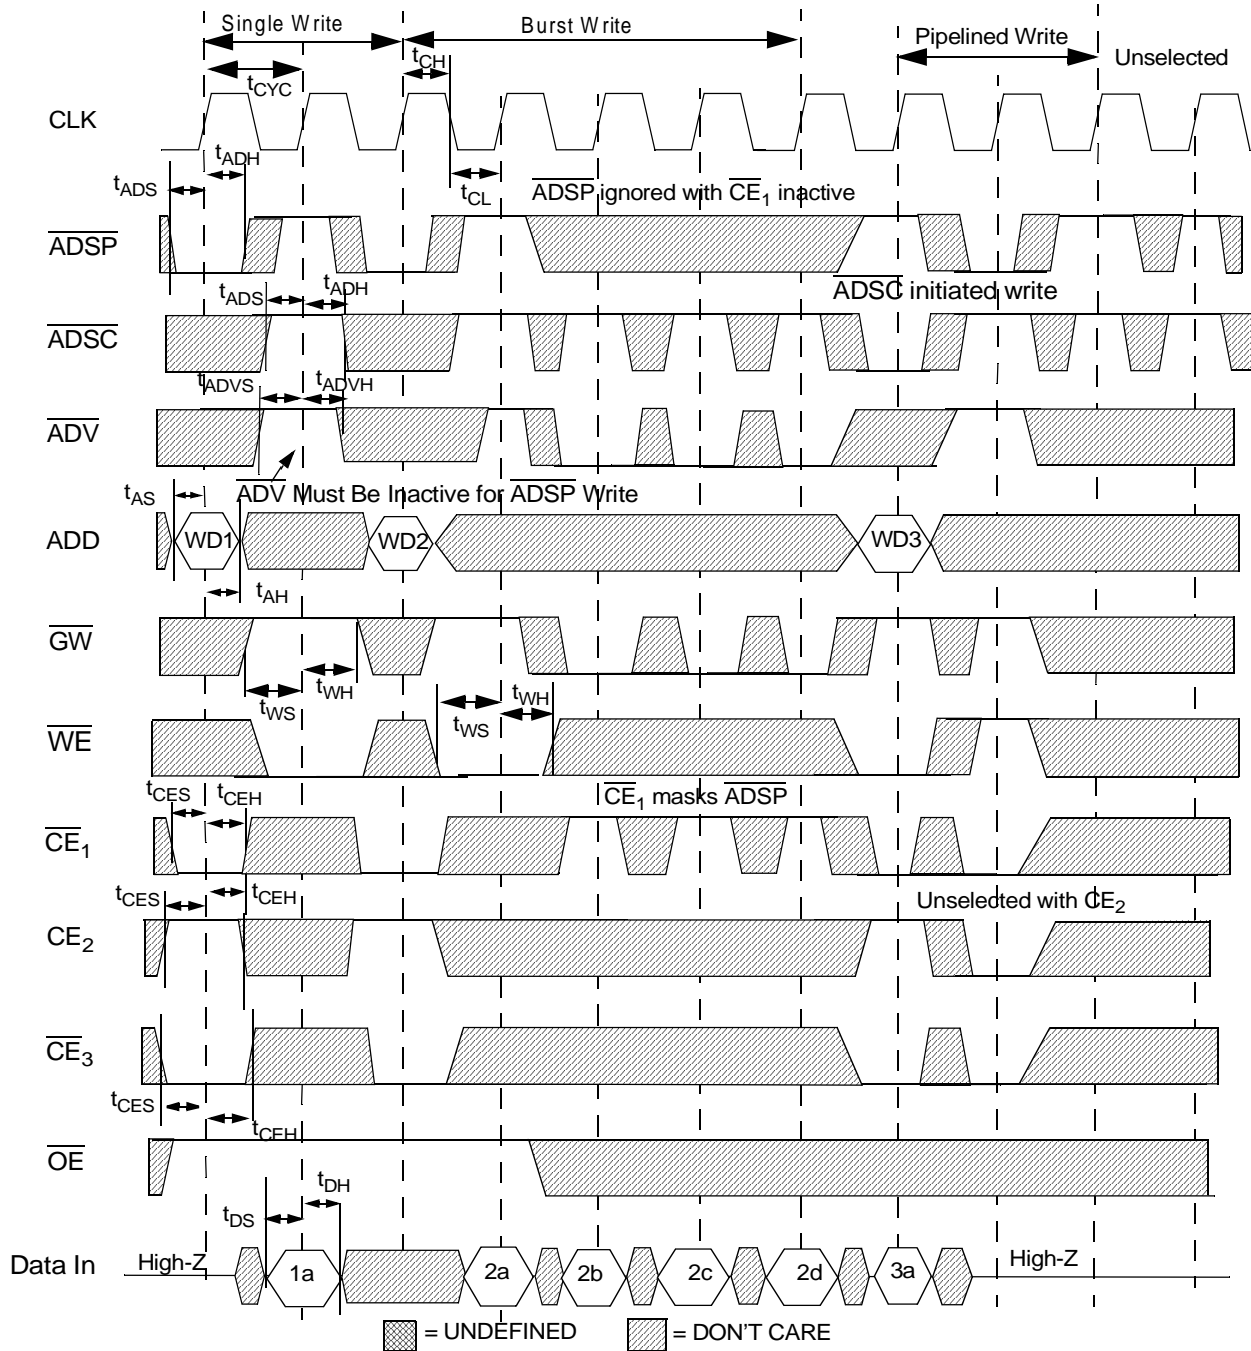 Single Write
Burst Write
Pipelined Write
Unselected
tCH
tCYC
CLK
tADH
tADS
tCL
ADSP ignored with CE1 inactive
ADSP
tADS
tADH
ADSC initiated write
ADSC
tADVS
tADVH
ADV
ADV Must Be Inactive for ADSP Write
tAS
ADD
WD1
WD2
WD3
tAH
GW
tWS
tWH
tWS
tWH
WE
CE1 masks ADSP
tCES
tCEH
CE1
tCES
tCEH
Unselected with CE2
CE2
CE3
tCES
tCEH
OE
tDH
tDS
Data In
High-Z
1a
2a
2b
2c
2d
3a
High-Z
= UNDEFINED
= DON'T CARE